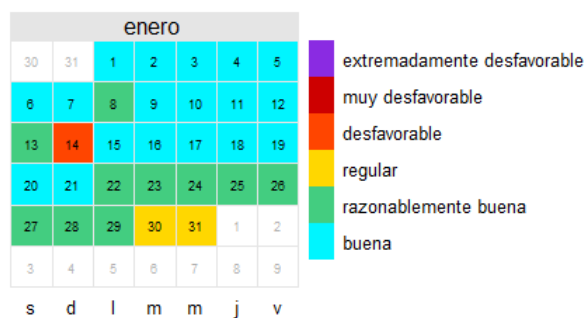 enero
30 31 1 2 3 4 5
6 7 8 9 10 11 12
13 14 15 16 17 18 19
20 21 22 23 24 25 26
27 28 29 30 31 1 2
3 4 5 6 7 8 9
s d l m m j v
extremadamente desfavorable
muy desfavorable
desfavorable
regular
razonablemente buena
buena